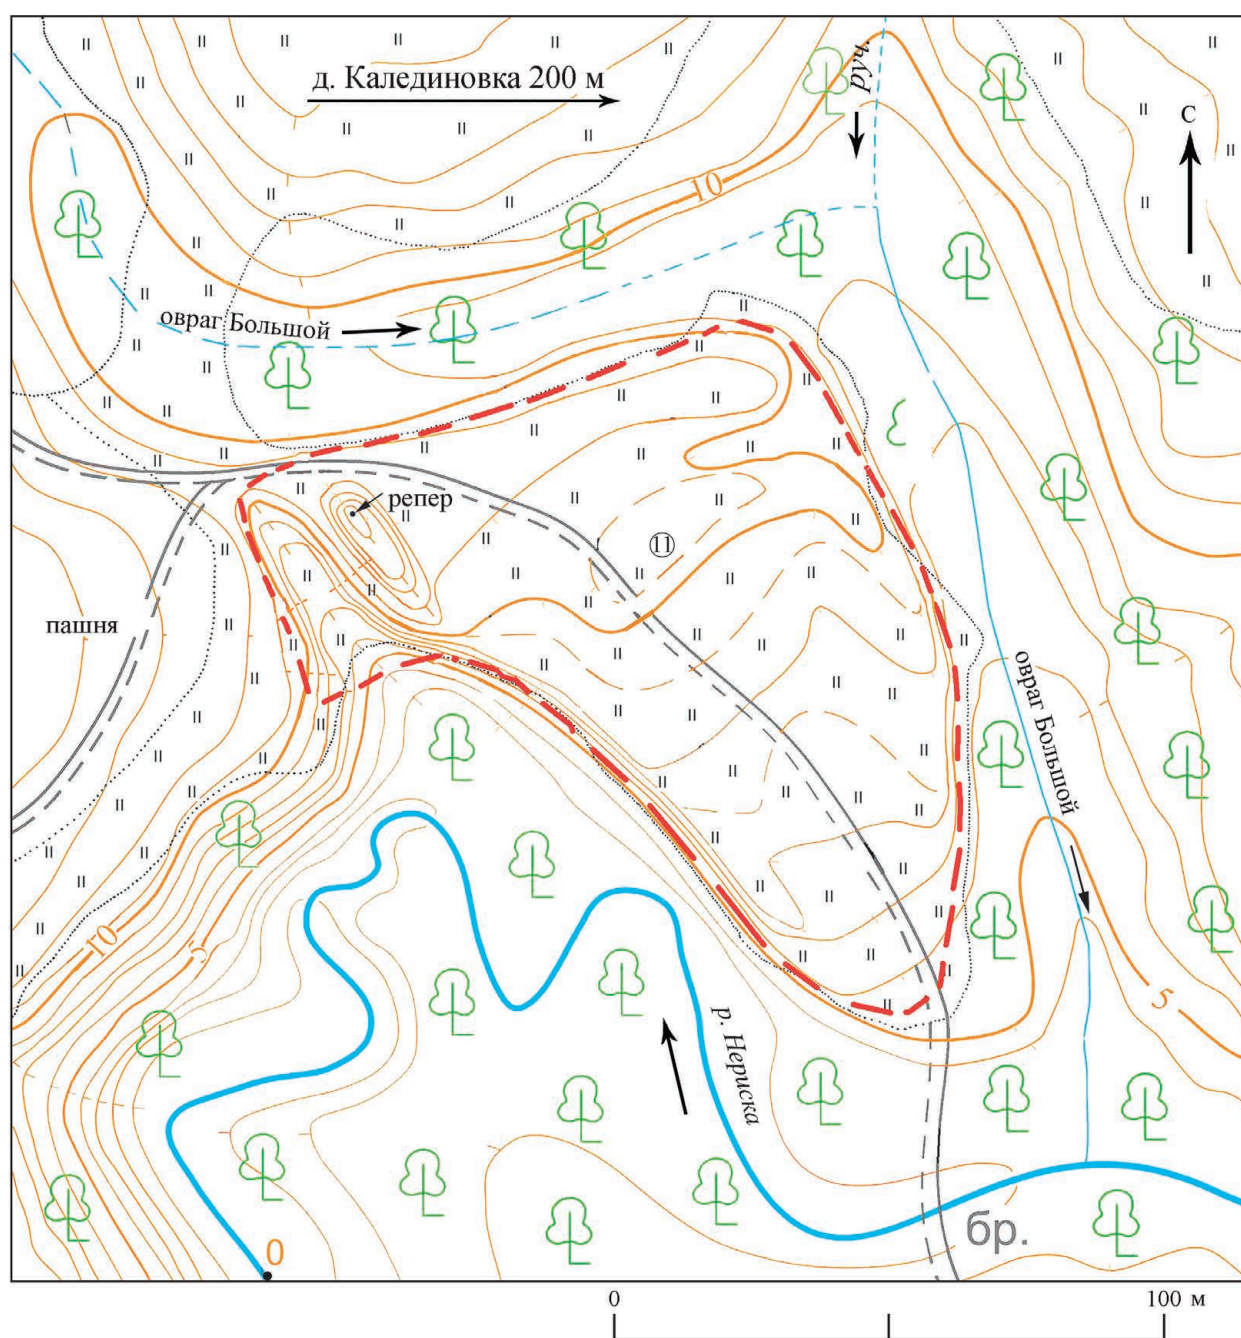 д. Калединовка 200 м
руч.
С
10
овраг Большой
репер
11
пашня
овраг Большой
10
5
5
р. Нериска
0
бр.
0 100 м